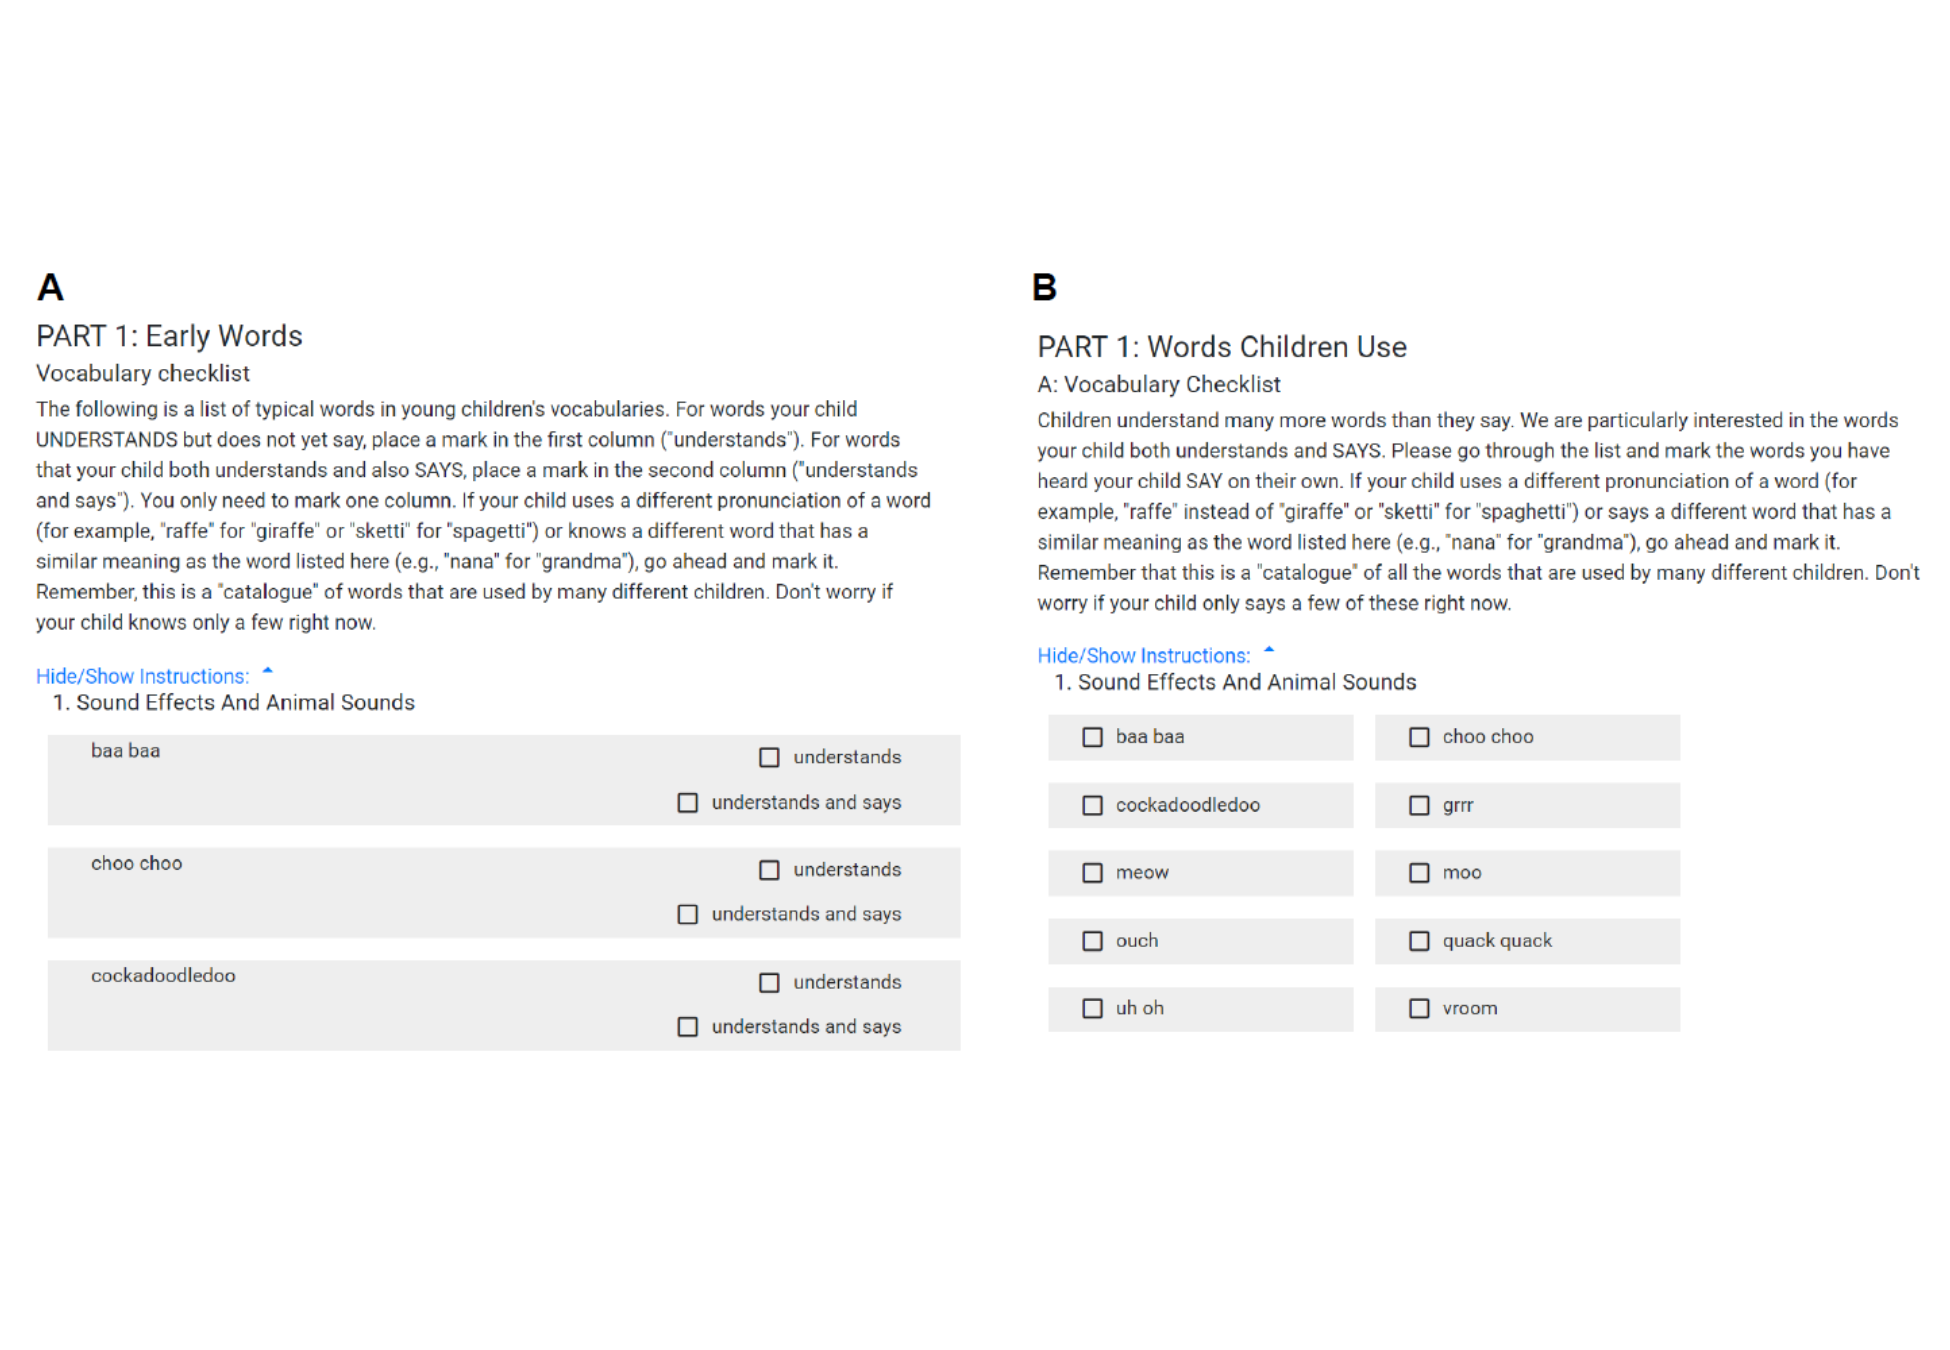 A
PART 1: Early Words
Vocabulary checklist
The following is a list of typical words in young children's vocabularies. For words your child
UNDERSTANDS but does not yet say, place a mark in the first column ("understands"). For words
that your child both understands and also SAYS, place a mark in the second column ("understands
and says"). You only need to mark one column. If your child uses a different pronunciation of a word
(for example, "raffe" for "giraffe" or "sketti" for "spagetti") or knows a different word that has a
similar meaning as the word listed here (e.g., "nana" for "grandma"), go ahead and mark it.
Remember, this is a "catalogue" of words that are used by many different children. Don't worry if
your child knows only a few right now.
Hide/Show Instructions:
1. Sound Effects And Animal Sounds
baa baa
understands
understands and says
choo choo
understands
understands and says
cockadoodledoo
understands
understands and says
B
PART 1: Words Children Use
A: Vocabulary Checklist
Children understand many more words than they say. We are particularly interested in the words
your child both understands and SAYS. Please go through the list and mark the words you have
heard your child SAY on their own. If your child uses a different pronunciation of a word (for
example, "raffe" instead of "giraffe" or "sketti" for "spaghetti") or says a different word that has a
similar meaning as the word listed here (e.g., "nana" for "grandma"), go ahead and mark it.
Remember that this is a "catalogue" of all the words that are used by many different children. Don't
worry if your child only says a few of these right now.
Hide/Show Instructions:
1. Sound Effects And Animal Sounds
baa baa
choo choo
cockadoodledoo
grrr
meow
moo
ouch
quack quack
uh oh
vroom